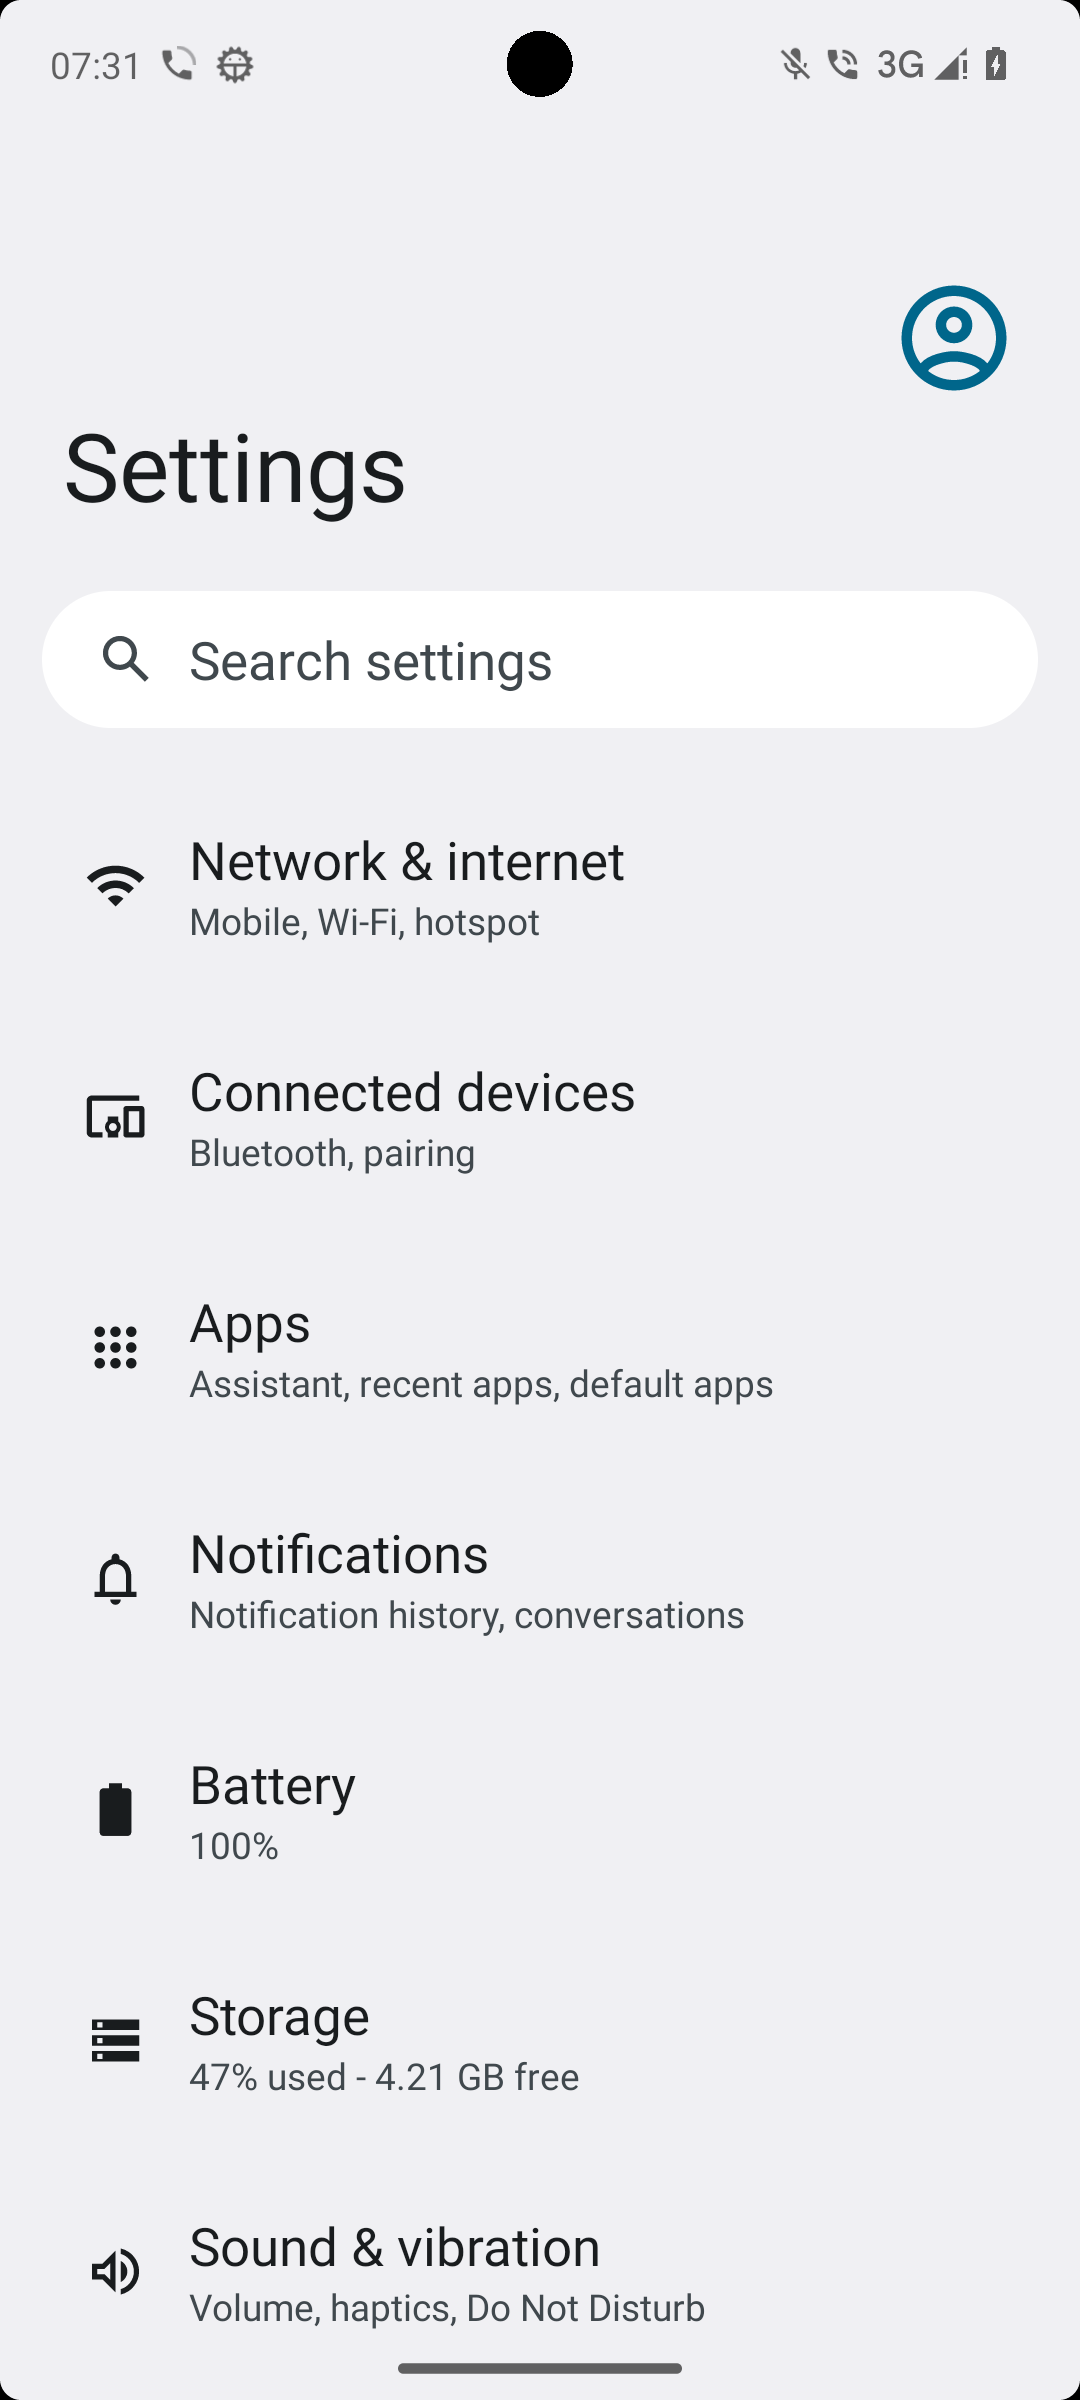 07:31
3G
Settings
Search settings
Network & internet
Mobile, Wi-Fi, hotspot
Connected devices
Bluetooth, pairing
Apps
Assistant, recent apps, default apps
Notifications
Notification history, conversations
Battery
100%
Storage
47% used - 4.21 GB free
Sound & vibration
Volume, haptics, Do Not Disturb